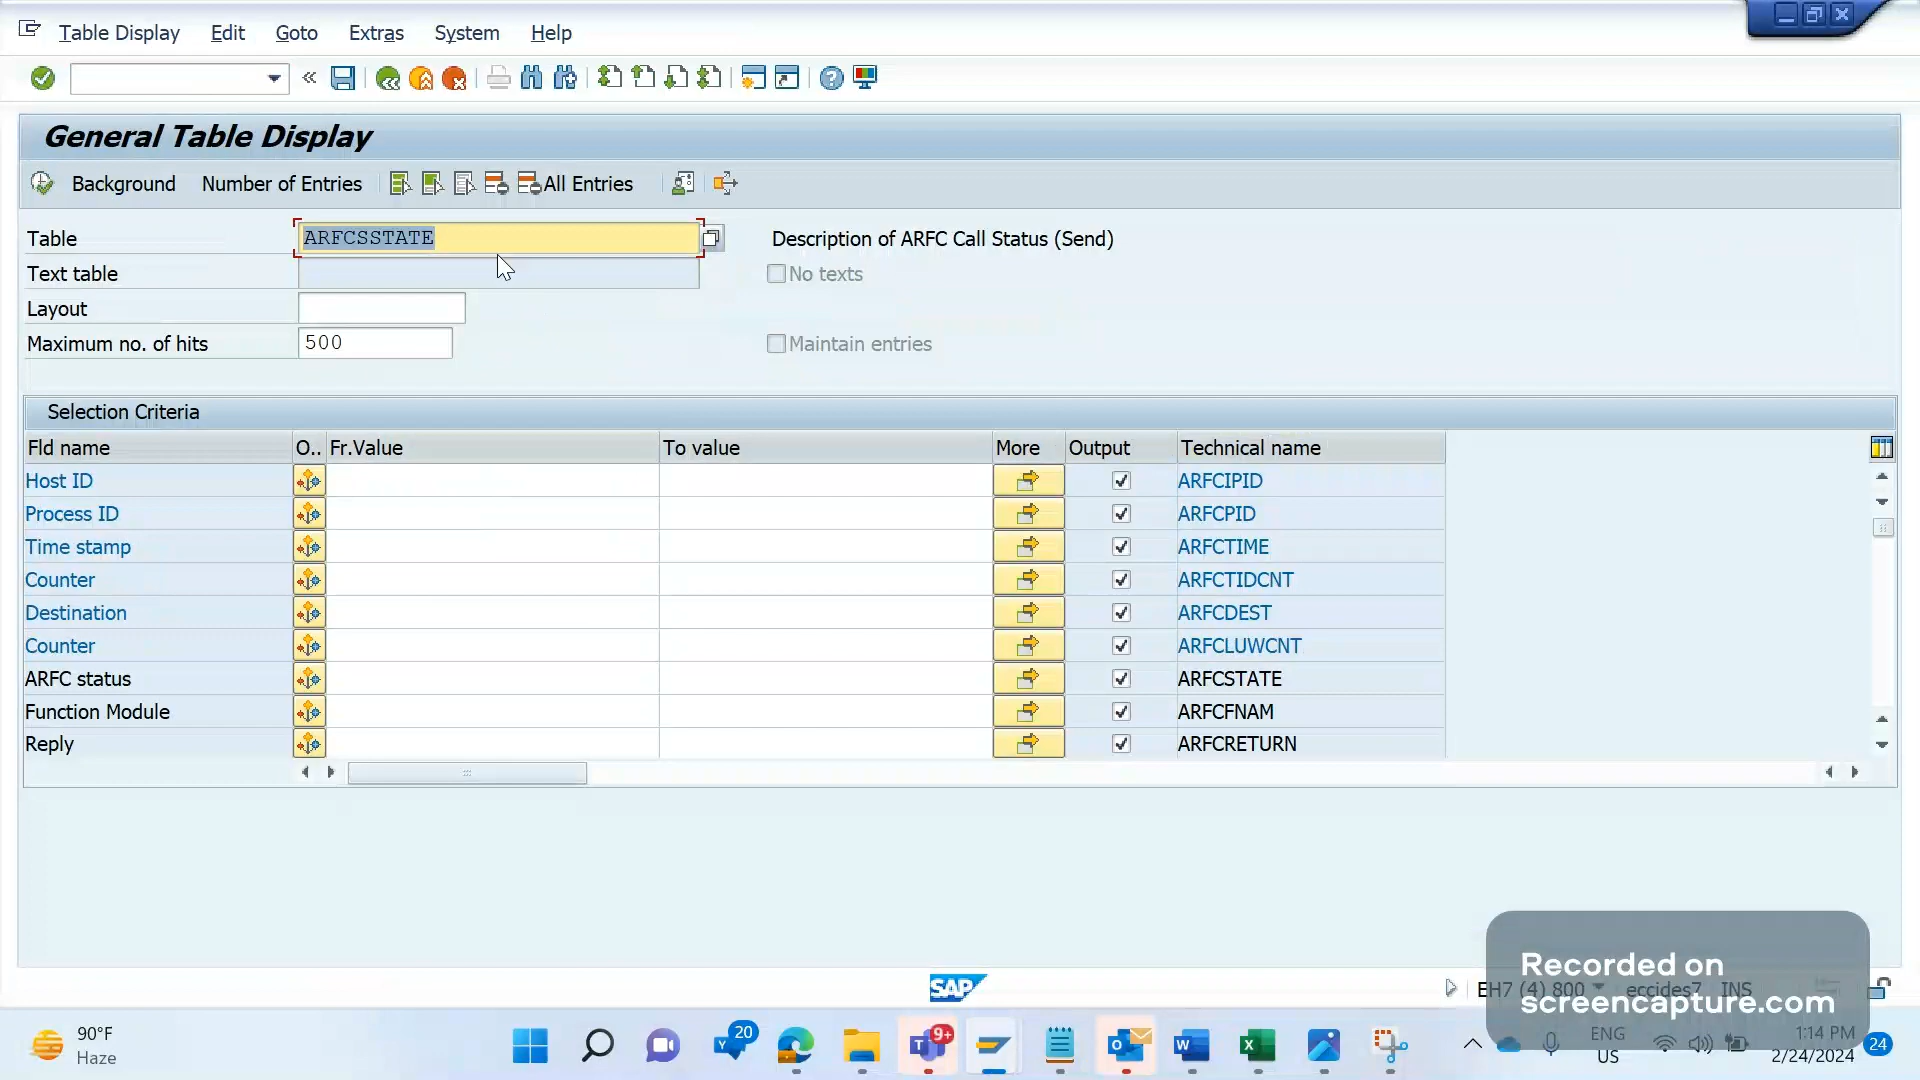 Table Display Edit Goto Extras System Help
General Table Display
Background Number of Entries All Entries
Table ARFCSSTATE Description of ARFC Call Status (Send)
Text table No texts
Layout
Maximum no. of hits 500 Maintain entries
Selection Criteria
Fld name O.. Fr.Value To value More Output Technical name
Host ID ARFCIPID
Process ID ARFCPID
Time stamp ARFCTIME
Counter ARFCTIDCNT
Destination ARFCDEST
Counter ARFCLUWCNT
ARFC status ARFCSTATE
Function Module ARFCFNAM
Reply ARFCRETURN
Recorded on
screencapture.com
SAP EH7 (4) 800 eccides7 INS
90°F
Haze
20
9+
ENG
US
1:14 PM
2/24/2024
24